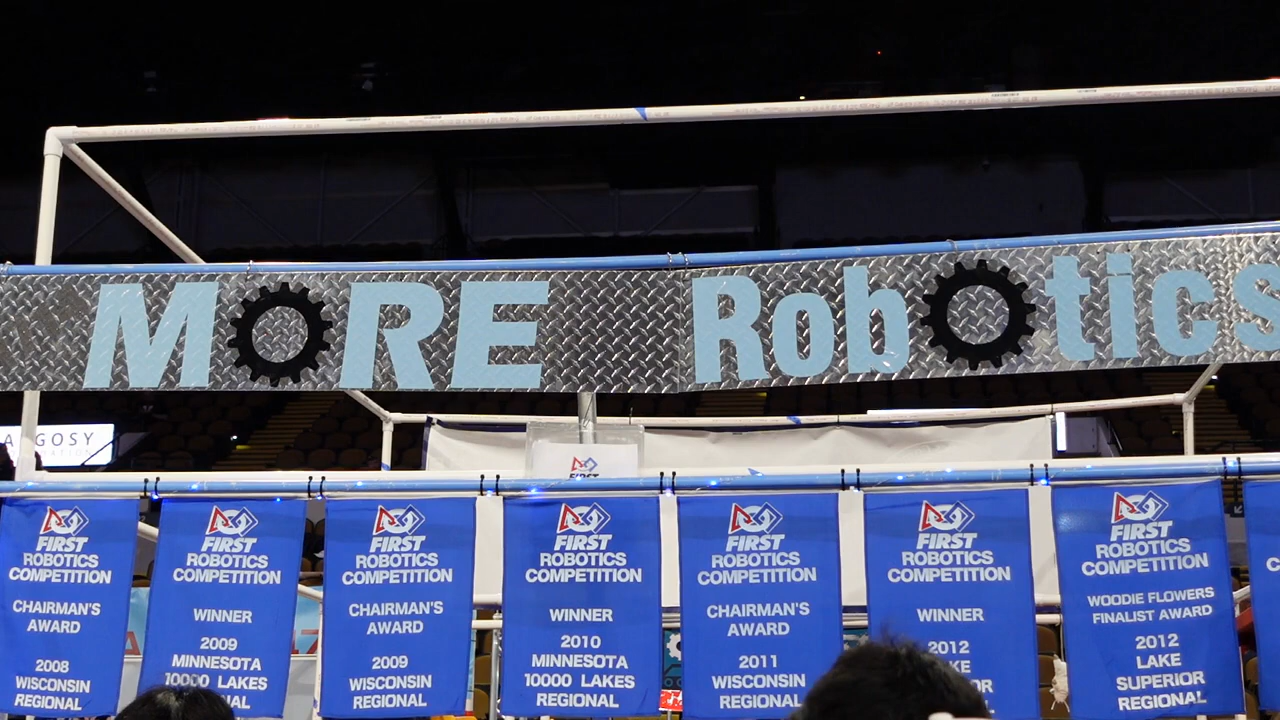 MORE Robotics
AGOSY
FIRST
FIRST
ROBOTICS
COMPETITION
CHAIRMAN'S
AWARD
2008
WISCONSIN
REGIONAL
FIRST
ROBOTICS
COMPETITION
WINNER
2009
MINNESOTA
10000 LAKES
FIRST
ROBOTICS
COMPETITION
CHAIRMAN'S
AWARD
2009
WISCONSIN
REGIONAL
FIRST
ROBOTICS
COMPETITION
WINNER
2010
MINNESOTA
10000 LAKES
REGIONAL
FIRST
ROBOTICS
COMPETITION
CHAIRMAN'S
AWARD
2011
WISCONSIN
REGIONAL
FIRST
ROBOTICS
COMPETITION
WINNER
2012
FIRST
ROBOTICS
COMPETITION
WOODIE FLOWERS
FINALIST AWARD
2012
LAKE
SUPERIOR
REGIONAL